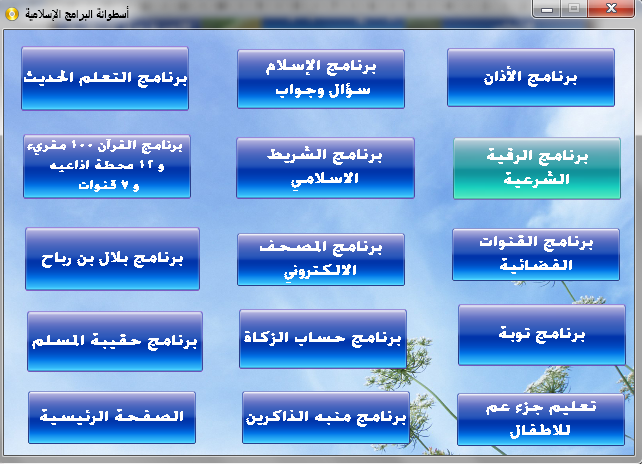 أسطوانة البرامج الإسلامية
برنامج الأذان
برنامج الإسلام
سؤال وجواب
برنامج التعلم الحديث
برنامج الرقية
الشرعية
برنامج الشريط
الاسلامي
برنامج القرآن ١٠٠ مقريء
و ١٢ محطة اذاعيه
و ٧ قنوات
برنامج القنوات
الفضائية
برنامج المصحف
الالكتروني
برنامج بلال بن رباح
برنامج توبة
برنامج حساب الزكاة
برنامج حقيبة المسلم
تعليم جزء عم
للاطفال
برنامج منبه الذاكرين
الصفحة الرئيسية